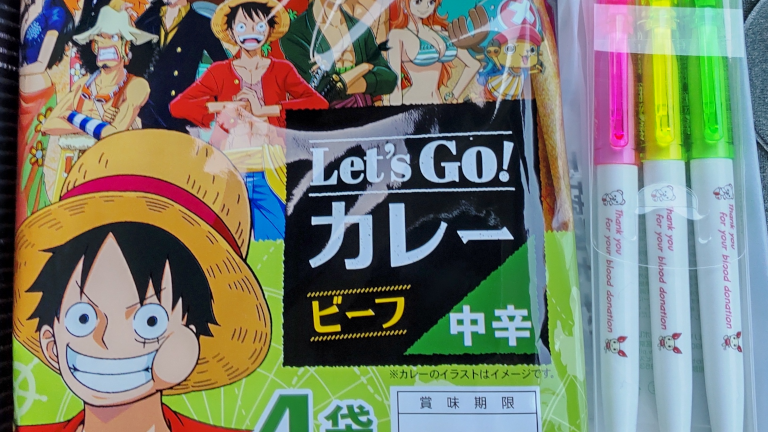 Let's Go!
カレー
ビーフ
中辛
※カレーのイラストはイメージです。
4袋
賞味期限
Thank you
for your blood donation
Thank you
for your blood donation
Thank you
for your blood donation